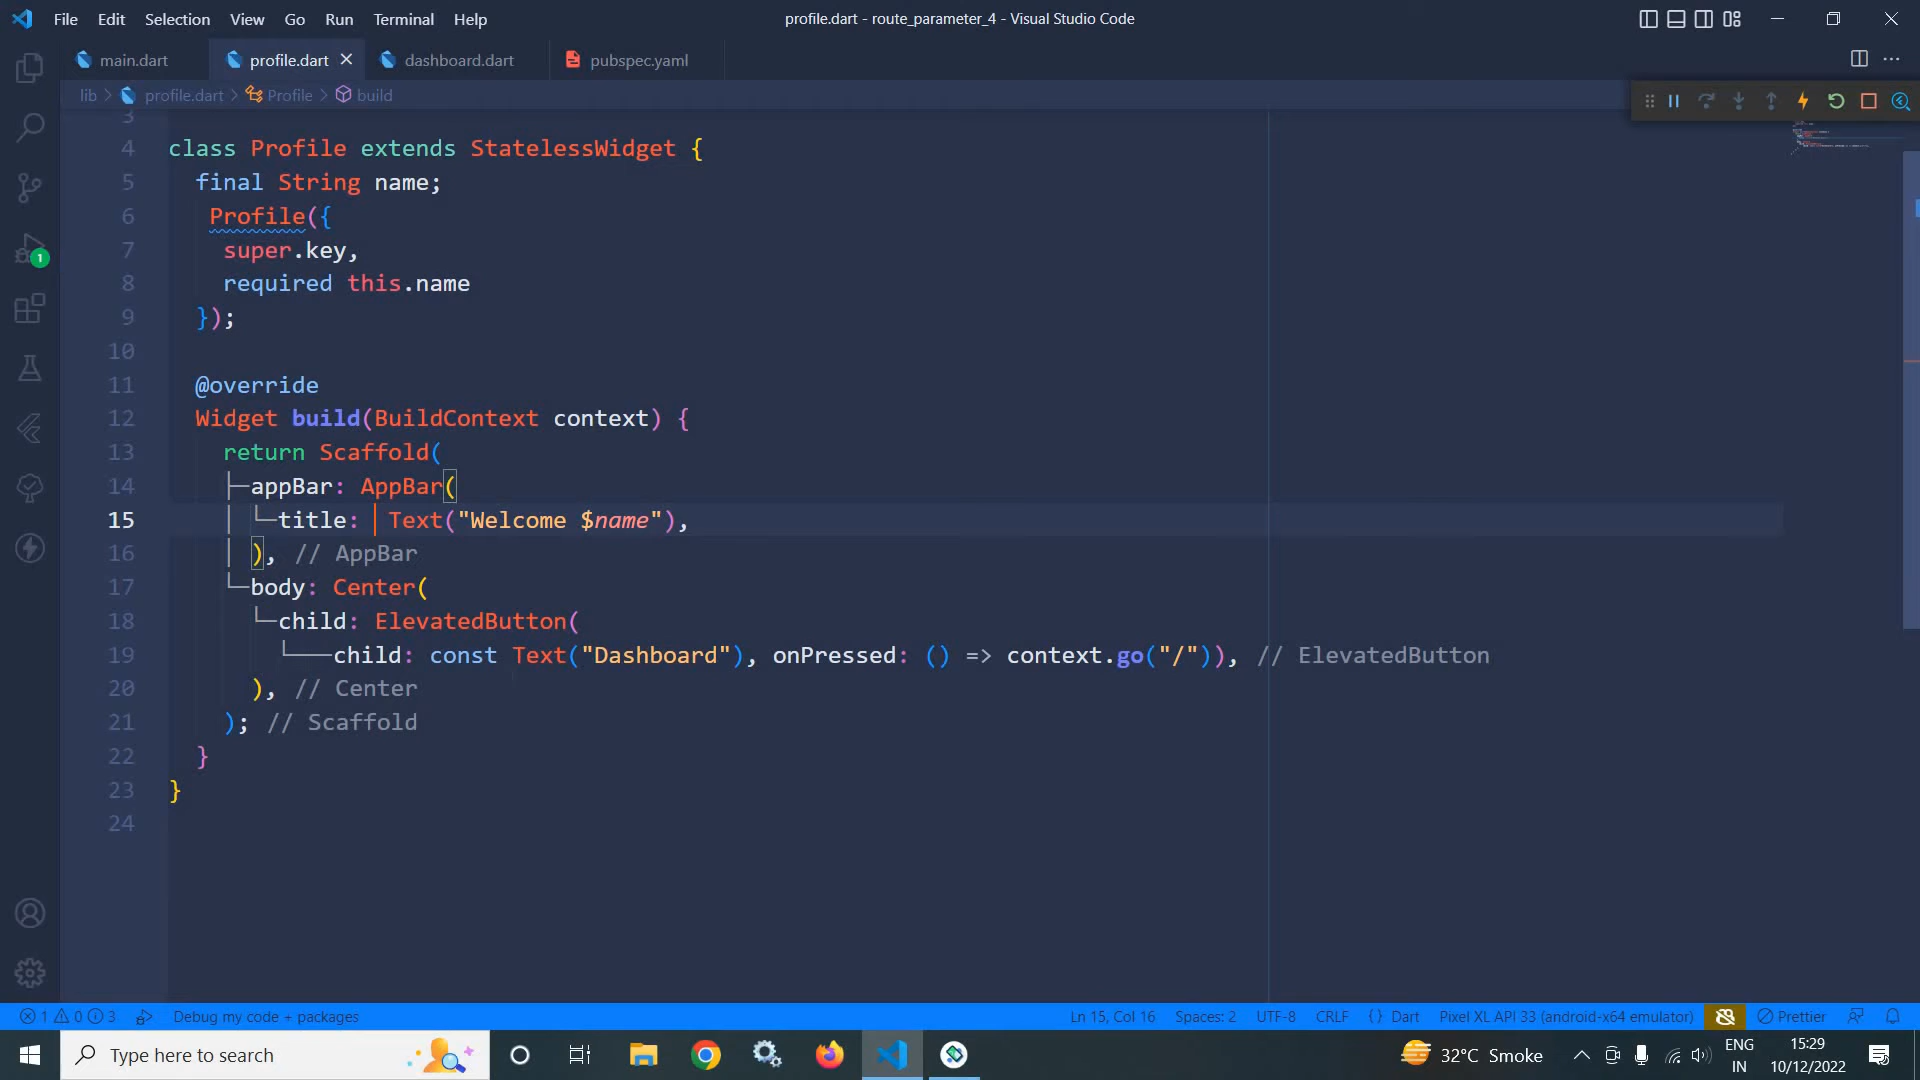 File Edit Selection View Go Run Terminal Help
profile.dart - route_parameter_4 - Visual Studio Code
main.dart profile.dart dashboard.dart pubspec.yaml
lib > profile.dart > Profile > build
3
4 class Profile extends StatelessWidget {
5 final String name;
6 Profile({
7 super.key,
8 required this.name
9 });
10
11 @override
12 Widget build(BuildContext context) {
13 return Scaffold(
14 appBar: AppBar(
15 title: Text("Welcome $name"),
16 ), // AppBar
17 body: Center(
18 child: ElevatedButton(
19 child: const Text("Dashboard"), onPressed: () => context.go("/")), // ElevatedButton
20 ), // Center
21 ); // Scaffold
22 }
23 }
24
1
1 0 3 Debug my code + packages Ln 15, Col 16 Spaces: 2 UTF-8 CRLF {} Dart Pixel XL API 33 (android-x64 emulator) Prettier
Type here to search
32°C Smoke
ENG
IN
15:29
10/12/2022